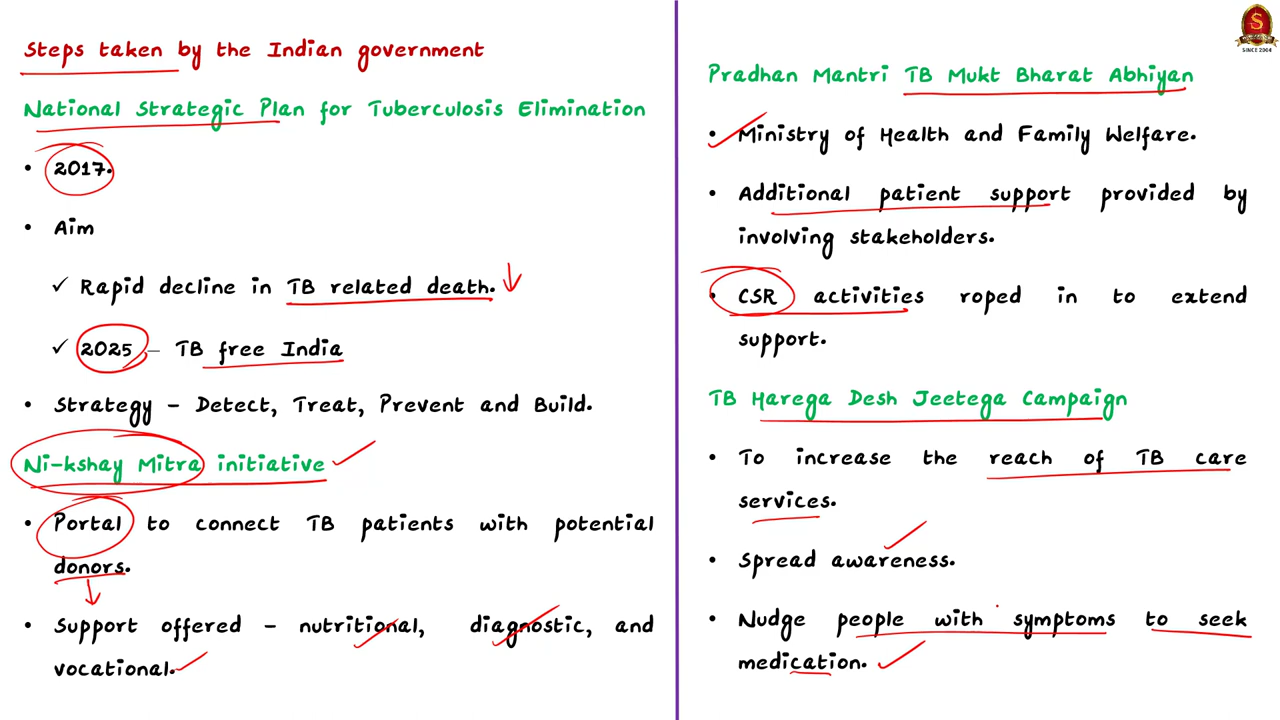 Steps taken by the Indian government
National Strategic Plan for Tuberculosis Elimination
• 2017.
• Aim
✓ Rapid decline in TB related death.
✓ 2025 – TB free India
• Strategy – Detect, Treat, Prevent and Build.
Ni-kshay Mitra initiative
• Portal to connect TB patients with potential
donors.
• Support offered – nutritional, diagnostic, and
vocational.
Pradhan Mantri TB Mukt Bharat Abhiyan
• Ministry of Health and Family Welfare.
• Additional patient support provided by
involving stakeholders.
• CSR activities roped in to extend
support.
TB Harega Desh Jeetega Campaign
• To increase the reach of TB care
services.
• Spread awareness.
• Nudge people with symptoms to seek
medication.
S
SINCE 2004